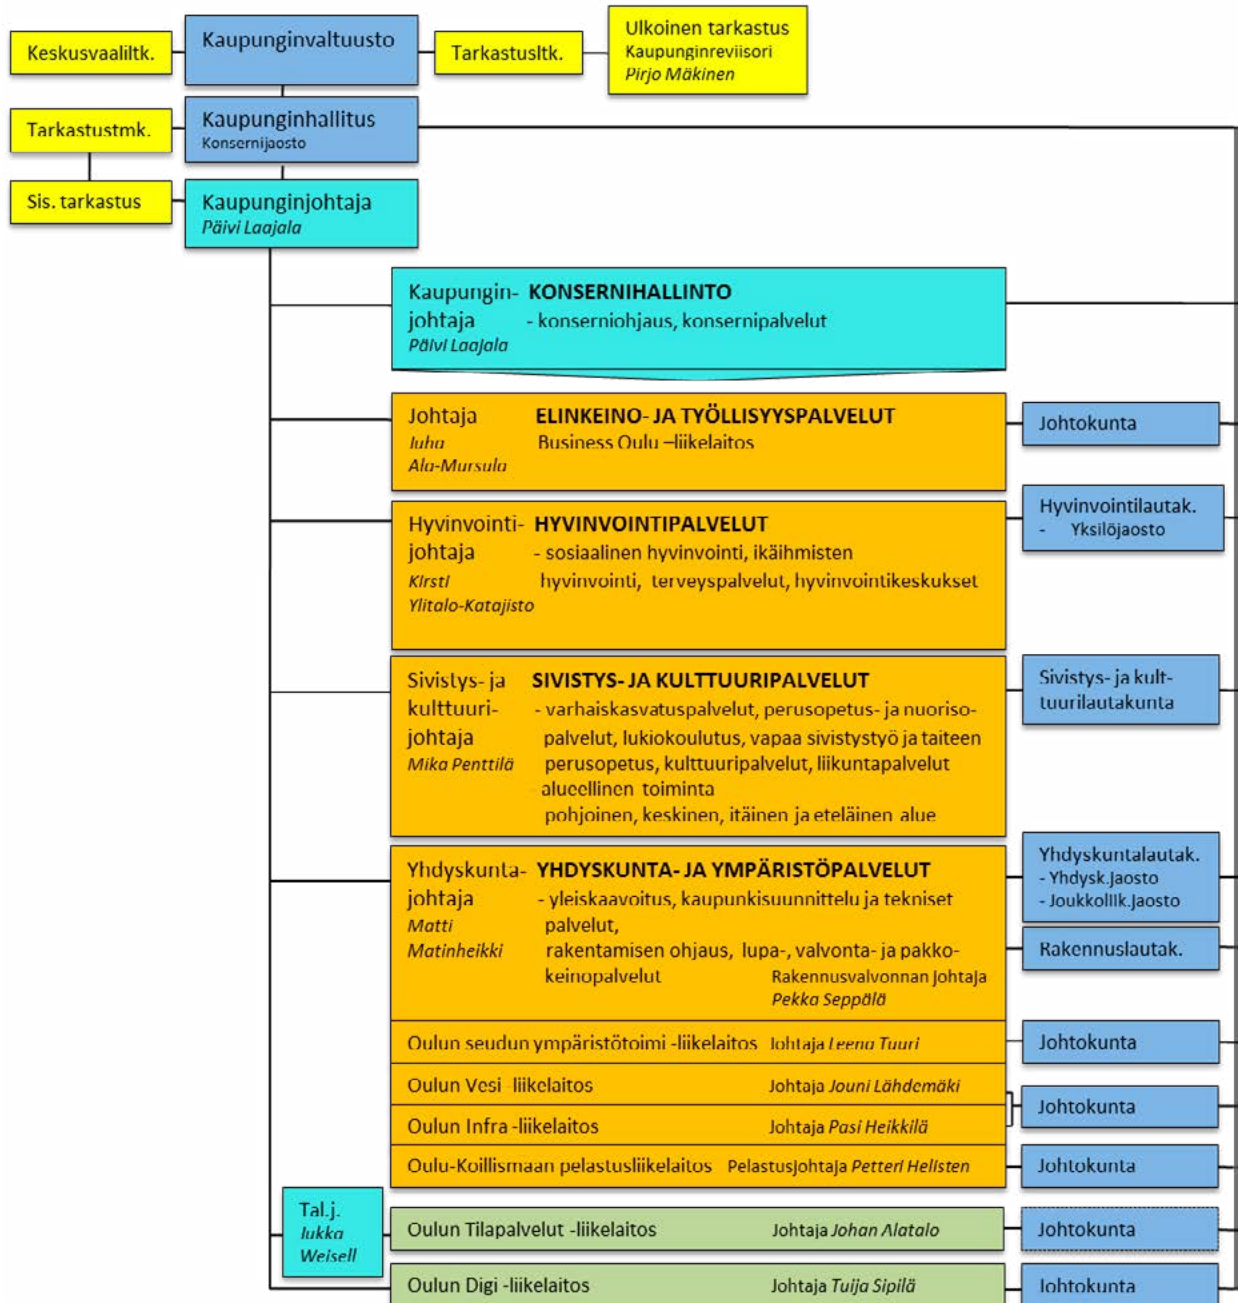 Keskusvaaliltk.
Kaupunginvaltuusto
Tarkastusltk.
Ulkoinen tarkastus
Kaupunginreviisori
Pirjo Mäkinen
Tarkastustmk.
Kaupunginhallitus
Konsernijaosto
Sis. tarkastus
Kaupunginjohtaja
Päivi Laajala
Kaupungin- KONSERNIHALLINTO
johtaja - konserniohjaus, konsernipalvelut
Päivi Laajala
Johtaja ELINKEINO- JA TYÖLLISYYSPALVELUT
Juha Business Oulu –liikelaitos
Ala-Mursula
Johtokunta
Hyvinvointi- HYVINVOINTIPALVELUT
johtaja - sosiaalinen hyvinvointi, ikäihmisten
Kirsti hyvinvointi, terveyspalvelut, hyvinvointikeskukset
Ylitalo-Katajisto
Hyvinvointilautak.
- Yksilöjaosto
Sivistys- ja SIVISTYS- JA KULTTUURIPALVELUT
kulttuuri- - varhaiskasvatuspalvelut, perusopetus- ja nuoriso-
johtaja palvelut, lukiokoulutus, vapaa sivistystyö ja taiteen
Mika Penttilä perusopetus, kulttuuripalvelut, liikuntapalvelut
- alueellinen toiminta
pohjoinen, keskinen, itäinen ja eteläinen alue
Sivistys- ja kult-
tuurilautakunta
Yhdyskunta- YHDYSKUNTA- JA YMPÄRISTÖPALVELUT
johtaja - yleiskaavoitus, kaupunkisuunnittelu ja tekniset
Matti palvelut,
Matinheikki rakentamisen ohjaus, lupa-, valvonta- ja pakko-
keinopalvelut Rakennusvalvonnan johtaja
Pekka Seppälä
Yhdyskuntalautak.
- Yhdysk.jaosto
- Joukkoliik.jaosto
Rakennuslautak.
Oulun seudun ympäristötoimi -liikelaitos Johtaja Leena Tuuri
Johtokunta
Oulun Vesi -liikelaitos Johtaja Jouni Lähdemäki
Oulun Infra -liikelaitos Johtaja Pasi Heikkilä
Johtokunta
Oulu-Koillismaan pelastusliikelaitos Pelastusjohtaja Petteri Helisten
Johtokunta
Tal.j.
Jukka
Weisell
Oulun Tilapalvelut -liikelaitos Johtaja Johan Alatalo
Johtokunta
Oulun Digi -liikelaitos Johtaja Tuija Sipilä
Johtokunta